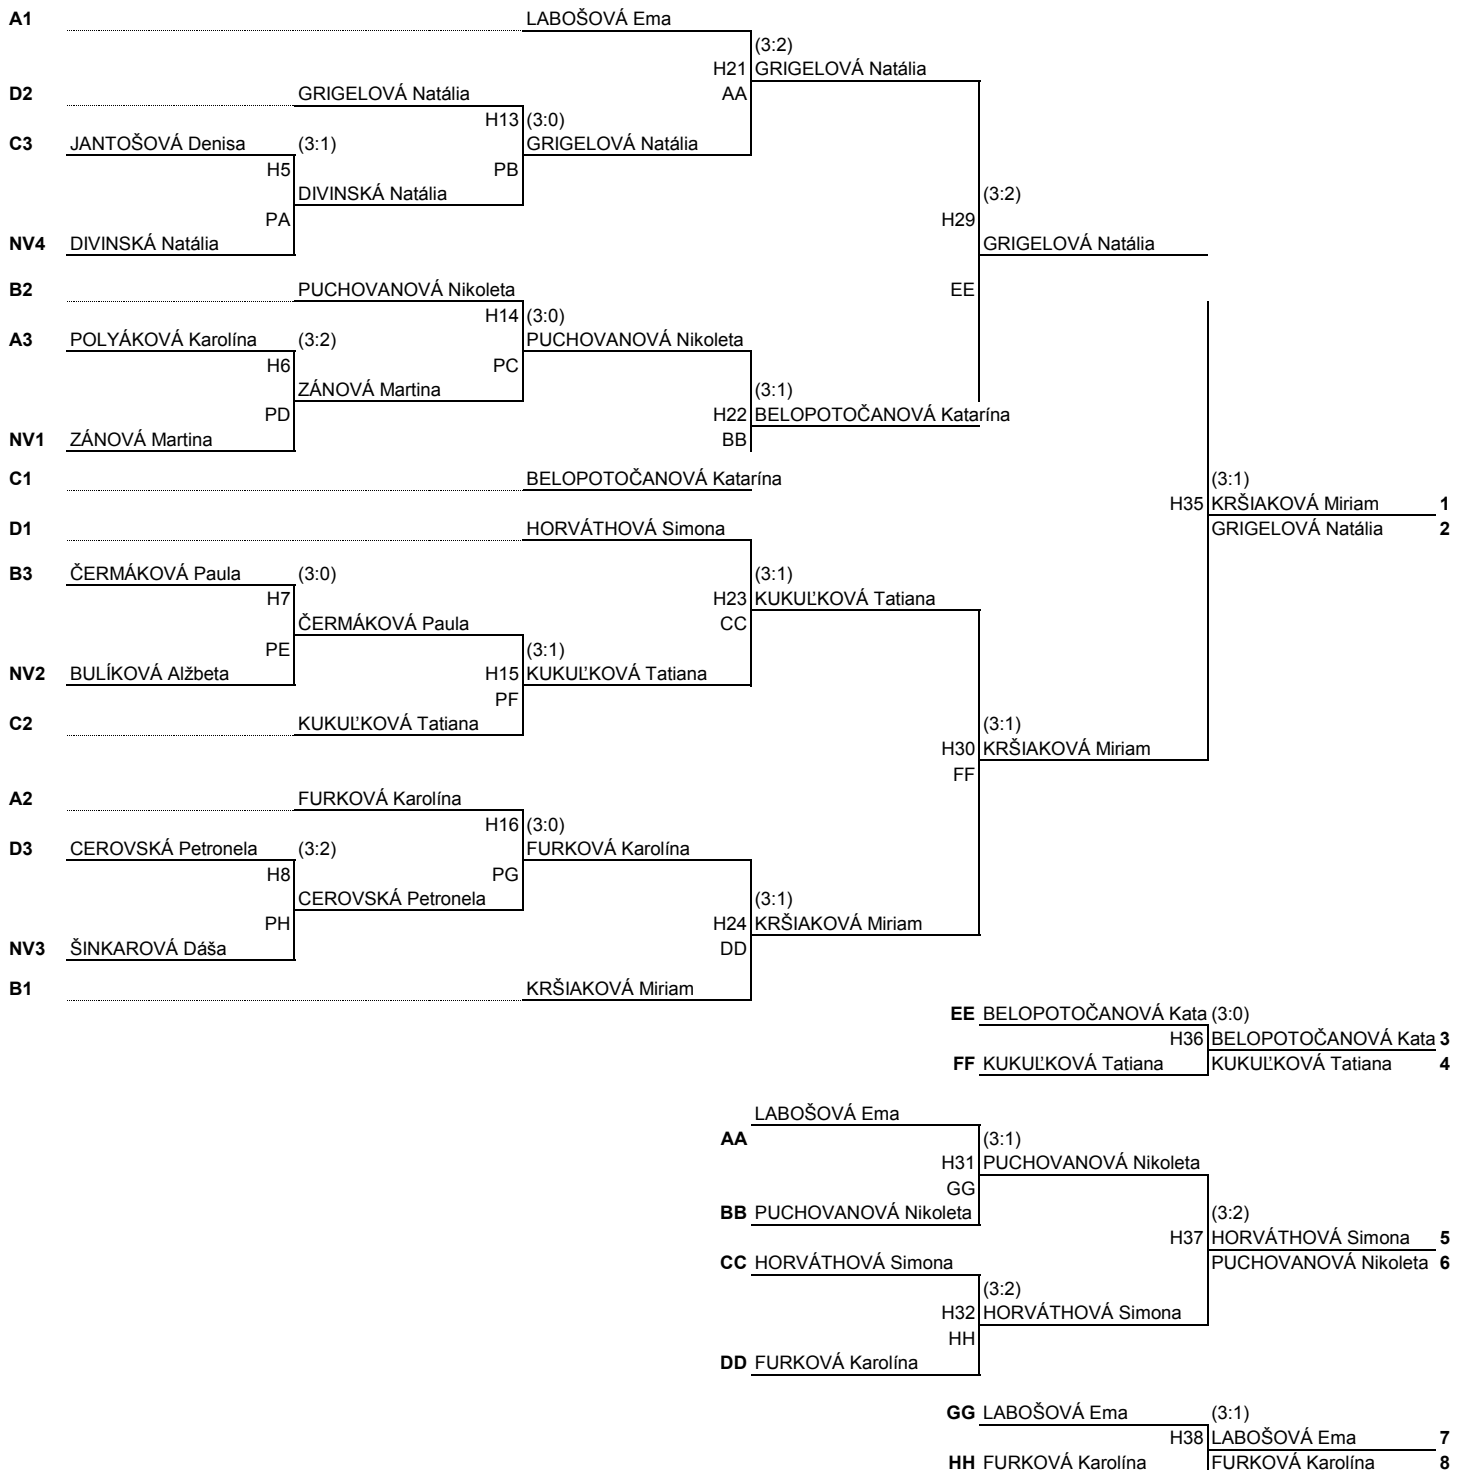 A1 LABOŠOVÁ Ema
(3:2)
H21 GRIGELOVÁ Natália
D2 GRIGELOVÁ Natália AA
H13 (3:0)
C3 JANTOŠOVÁ Denisa (3:1) GRIGELOVÁ Natália
H5 PB
DIVINSKÁ Natália (3:2)
PA H29
NV4 DIVINSKÁ Natália GRIGELOVÁ Natália
B2 PUCHOVANOVÁ Nikoleta EE
H14 (3:0)
A3 POLYÁKOVÁ Karolína (3:2) PUCHOVANOVÁ Nikoleta
H6 PC
ZÁNOVÁ Martina (3:1)
PD H22 BELOPOTOČANOVÁ Katarína
NV1 ZÁNOVÁ Martina BB
C1 BELOPOTOČANOVÁ Katarína (3:1)
H35 KRŠIAKOVÁ Miriam 1
D1 HORVÁTHOVÁ Simona GRIGELOVÁ Natália 2
B3 ČERMÁKOVÁ Paula (3:0) (3:1)
H7 H23 KUKUĽKOVÁ Tatiana
ČERMÁKOVÁ Paula CC
PE (3:1)
NV2 BULÍKOVÁ Alžbeta H15 KUKUĽKOVÁ Tatiana
PF
C2 KUKUĽKOVÁ Tatiana (3:1)
H30 KRŠIAKOVÁ Miriam
FF
A2 FURKOVÁ Karolína
H16 (3:0)
D3 CEROVSKÁ Petronela (3:2) FURKOVÁ Karolína
H8 PG
CEROVSKÁ Petronela (3:1)
PH H24 KRŠIAKOVÁ Miriam
NV3 ŠINKAROVÁ Dáša DD
B1 KRŠIAKOVÁ Miriam
EE BELOPOTOČANOVÁ Kata (3:0)
H36 BELOPOTOČANOVÁ Kata 3
FF KUKUĽKOVÁ Tatiana KUKUĽKOVÁ Tatiana 4
LABOŠOVÁ Ema
AA (3:1)
H31 PUCHOVANOVÁ Nikoleta
GG
BB PUCHOVANOVÁ Nikoleta (3:2)
H37 HORVÁTHOVÁ Simona 5
CC HORVÁTHOVÁ Simona PUCHOVANOVÁ Nikoleta 6
(3:2)
H32 HORVÁTHOVÁ Simona
HH
DD FURKOVÁ Karolína
GG LABOŠOVÁ Ema (3:1)
H38 LABOŠOVÁ Ema 7
HH FURKOVÁ Karolína FURKOVÁ Karolína 8